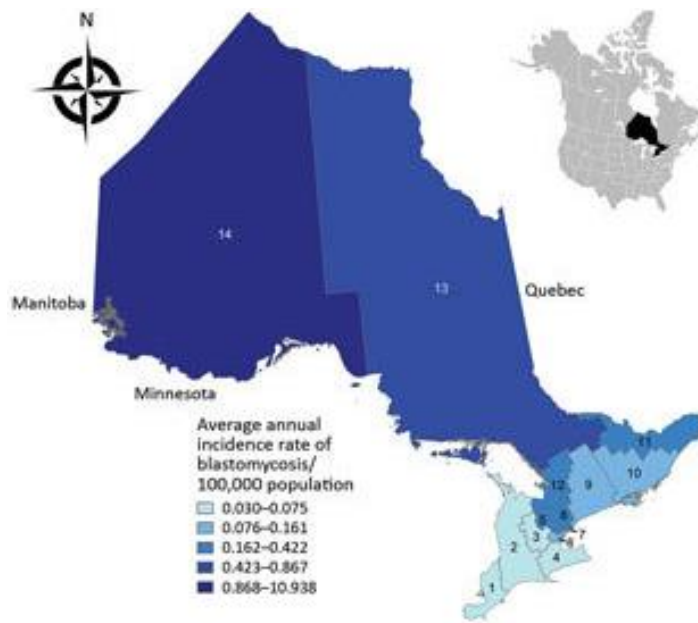 N
14
13
Manitoba
Quebec
Minnesota
Average annual
incidence rate of
blastomycosis/
100,000 population
0.030–0.075
0.076–0.161
0.162–0.422
0.423–0.867
0.868–10.938
11
12
9
10
8
7
3
2
4
1